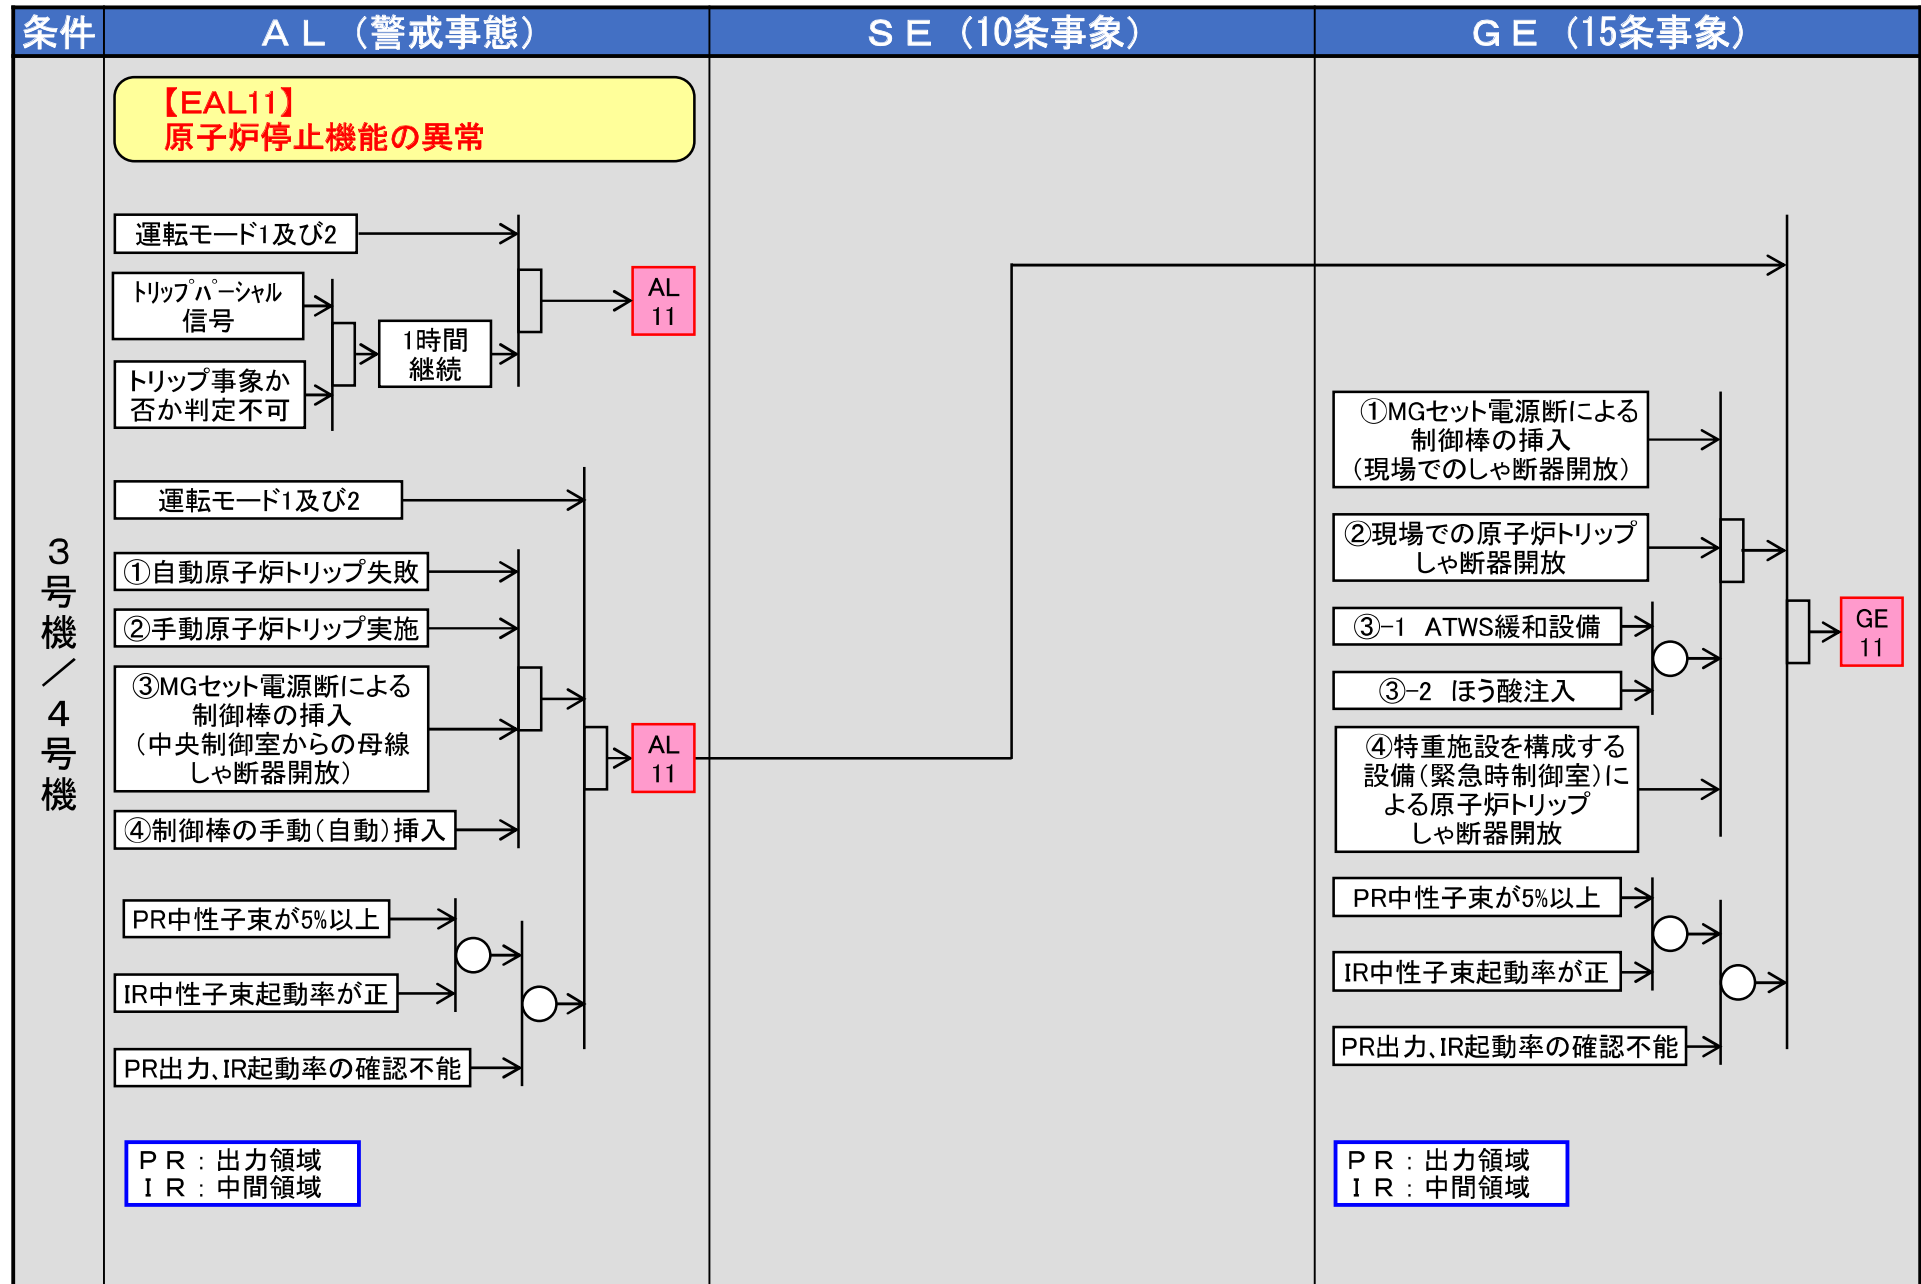 条件
ＡＬ（警戒事態）
ＳＥ（10条事象）
ＧＥ（15条事象）
3号機／4号機
【EAL11】
原子炉停止機能の異常
運転モード1及び2
ﾄﾘｯﾌﾟﾊﾟｰｼｬﾙ
信号
トリップ事象か
否か判定不可
1時間
継続
AL
11
運転モード1及び2
①自動原子炉トリップ失敗
②手動原子炉トリップ実施
③MGセット電源断による
制御棒の挿入
（中央制御室からの母線
しゃ断器開放）
④制御棒の手動（自動）挿入
AL
11
PR中性子束が5%以上
IR中性子束起動率が正
PR出力、IR起動率の確認不能
ＰＲ：出力領域
ＩＲ：中間領域
①MGセット電源断による
制御棒の挿入
（現場でのしゃ断器開放）
②現場での原子炉トリップ
しゃ断器開放
③-1　ATWS緩和設備
③-2　ほう酸注入
④特重施設を構成する
設備（緊急時制御室）に
よる原子炉トリップ
しゃ断器開放
GE
11
PR中性子束が5%以上
IR中性子束起動率が正
PR出力、IR起動率の確認不能
ＰＲ：出力領域
ＩＲ：中間領域